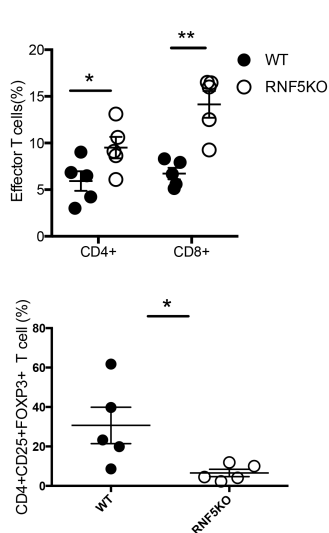 Effector T cells(%)
20
15
10
5
0
*
**
CD4+ CD8+
WT
RNF5KO
CD4+CD25+FOXP3+ T cell (%)
80
60
40
20
0
*
WT RNF5KO